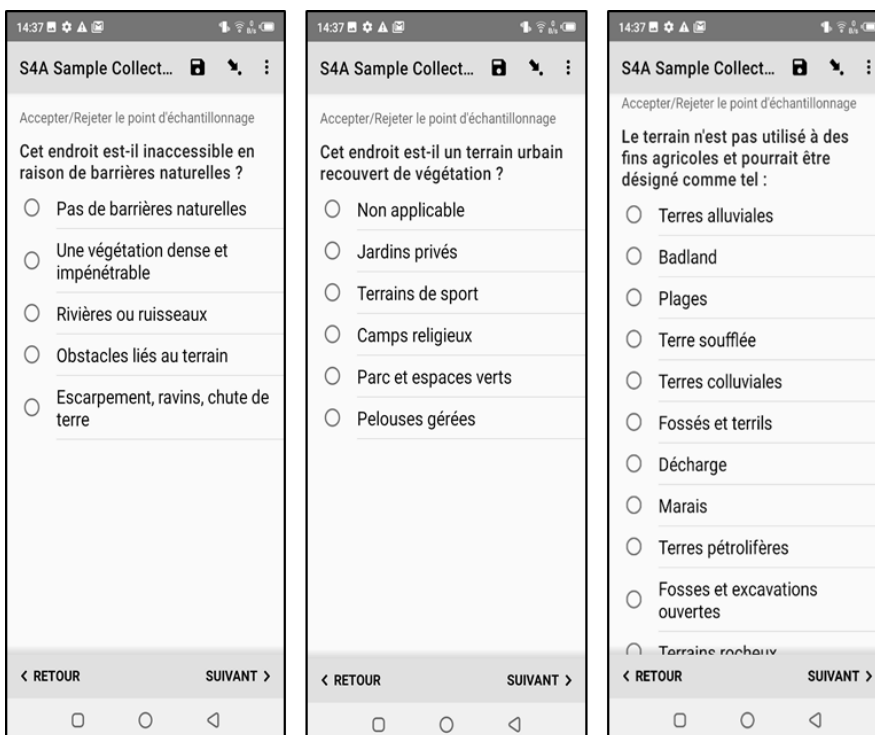 14:37
S4A Sample Collect...
Accepter/Rejeter le point d'échantillonnage
Cet endroit est-il inaccessible en
raison de barrières naturelles ?
Pas de barrières naturelles
Une végétation dense et
impénétrable
Rivières ou ruisseaux
Obstacles liés au terrain
Escarpement, ravins, chute de
terre
< RETOUR
SUIVANT >
14:37
S4A Sample Collect...
Accepter/Rejeter le point d'échantillonnage
Cet endroit est-il un terrain urbain
recouvert de végétation ?
Non applicable
Jardins privés
Terrains de sport
Camps religieux
Parc et espaces verts
Pelouses gérées
< RETOUR
SUIVANT >
14:37
S4A Sample Collect...
Accepter/Rejeter le point d'échantillonnage
Le terrain n'est pas utilisé à des
fins agricoles et pourrait être
désigné comme tel :
Terres alluviales
Badland
Plages
Terre soufflée
Terres colluviales
Fossés et terrils
Décharge
Marais
Terres pétrolifères
Fosses et excavations
ouvertes
Terrains rocheux
< RETOUR
SUIVANT >